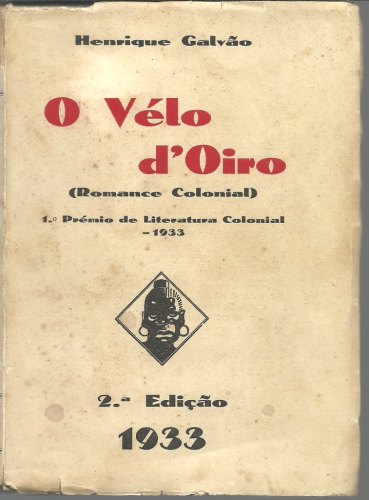 Henrique Galvão
O Vélo
d'Oiro
(Romance Colonial)
1.º Prémio de Literatura Colonial
–1933
2.ª Edição
1933